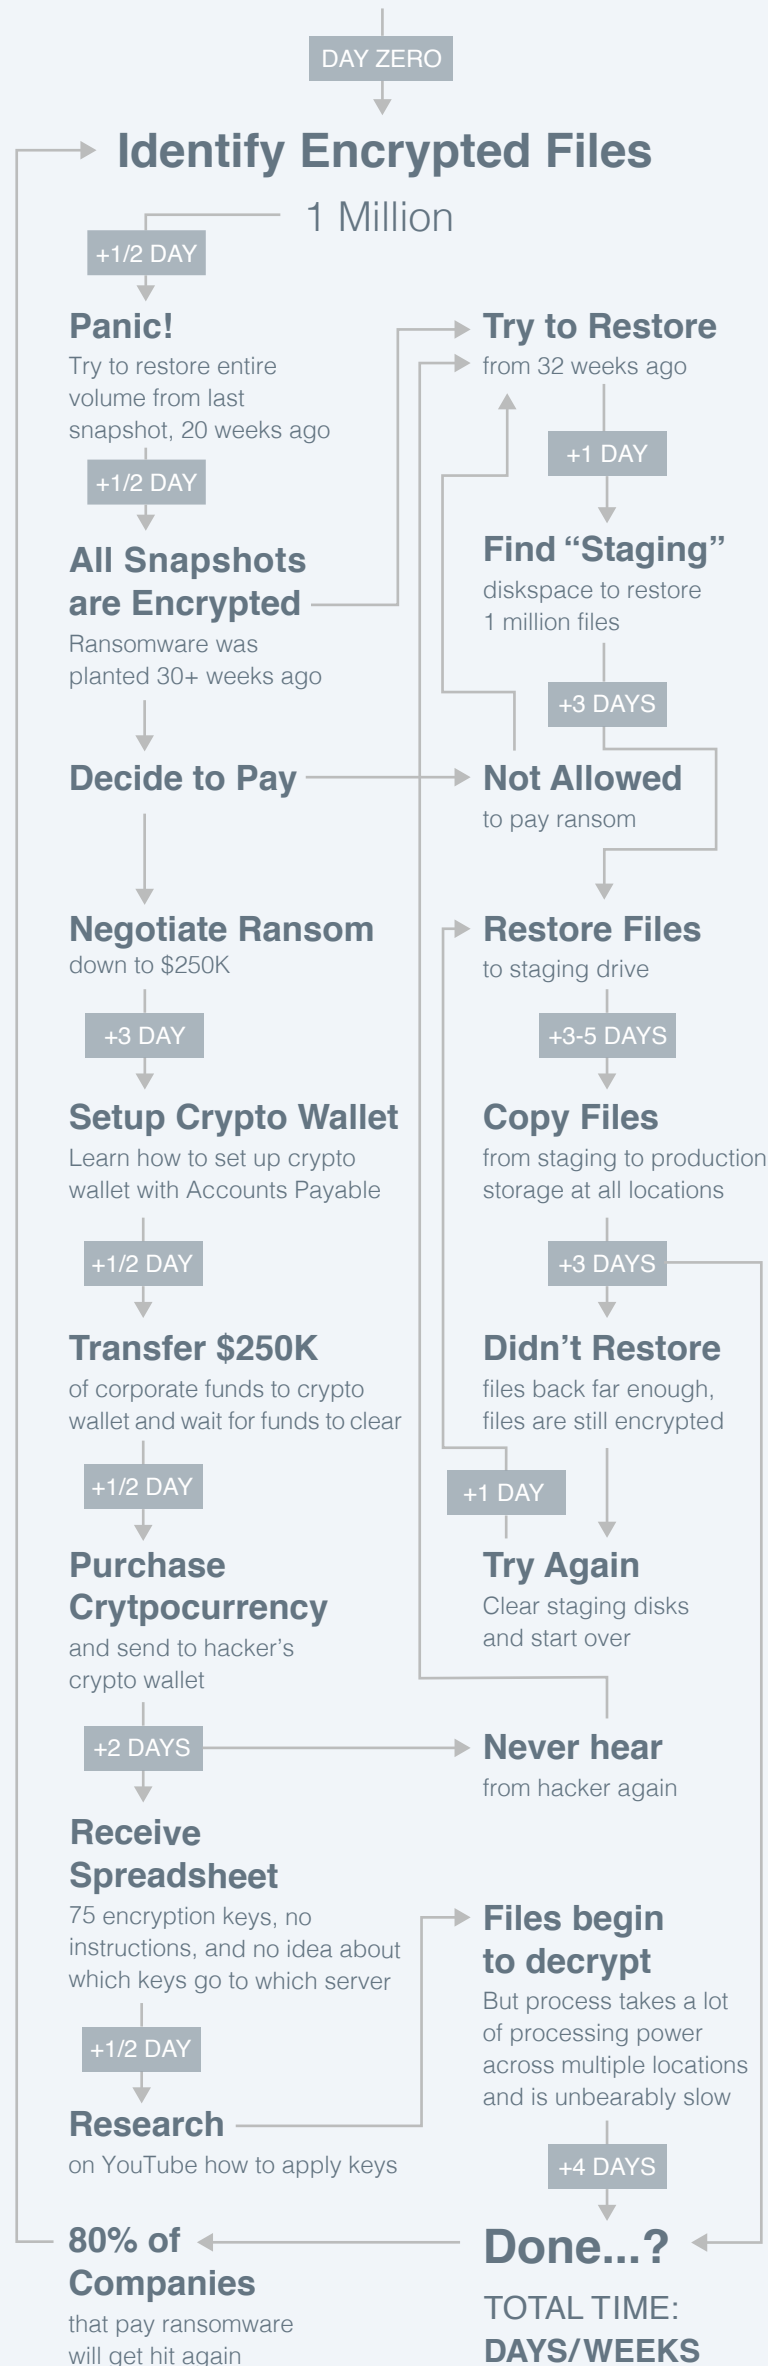 DAY ZERO
Identify Encrypted Files
1 Million
+1/2 DAY
Panic!
Try to restore entire
volume from last
snapshot, 20 weeks ago
+1/2 DAY
All Snapshots
are Encrypted
Ransomware was
planted 30+ weeks ago
Decide to Pay
Negotiate Ransom
down to $250K
+3 DAY
Setup Crypto Wallet
Learn how to set up crypto
wallet with Accounts Payable
+1/2 DAY
Transfer $250K
of corporate funds to crypto
wallet and wait for funds to clear
+1/2 DAY
Purchase
Crytpocurrency
and send to hacker’s
crypto wallet
+2 DAYS
Receive
Spreadsheet
75 encryption keys, no
instructions, and no idea about
which keys go to which server
+1/2 DAY
Research
on YouTube how to apply keys
Try to Restore
from 32 weeks ago
+1 DAY
Find “Staging”
diskspace to restore
1 million files
+3 DAYS
Not Allowed
to pay ransom
Restore Files
to staging drive
+3-5 DAYS
Copy Files
from staging to production
storage at all locations
+3 DAYS
Didn’t Restore
files back far enough,
files are still encrypted
+1 DAY
Try Again
Clear staging disks
and start over
Never hear
from hacker again
Files begin
to decrypt
But process takes a lot
of processing power
across multiple locations
and is unbearably slow
+4 DAYS
Done...?
TOTAL TIME:
DAYS/WEEKS
80% of
Companies
that pay ransomware
will get hit again